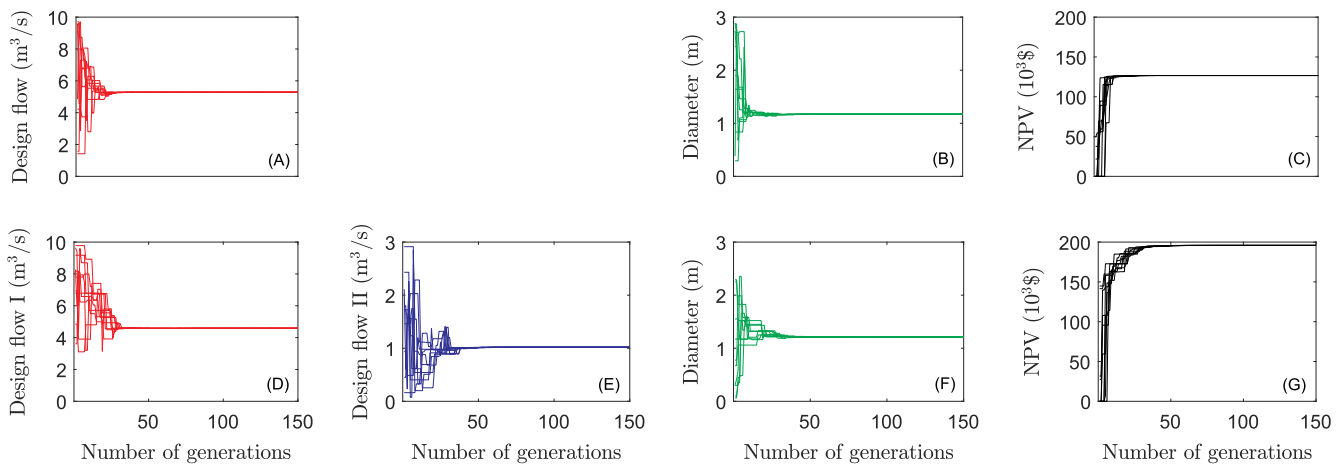 Design flow (m³/s)
10
8
6
4
2
0
(A)
Diameter (m)
3
2
1
0
(B)
NPV (10³$)
200
150
100
50
0
(C)
Design flow I (m³/s)
10
8
6
4
2
0
(D)
50 100 150
Number of generations
Design flow II (m³/s)
3
2
1
0
(E)
50 100 150
Number of generations
Diameter (m)
3
2
1
0
(F)
50 100 150
Number of generations
NPV (10³$)
200
150
100
50
0
(G)
50 100 150
Number of generations